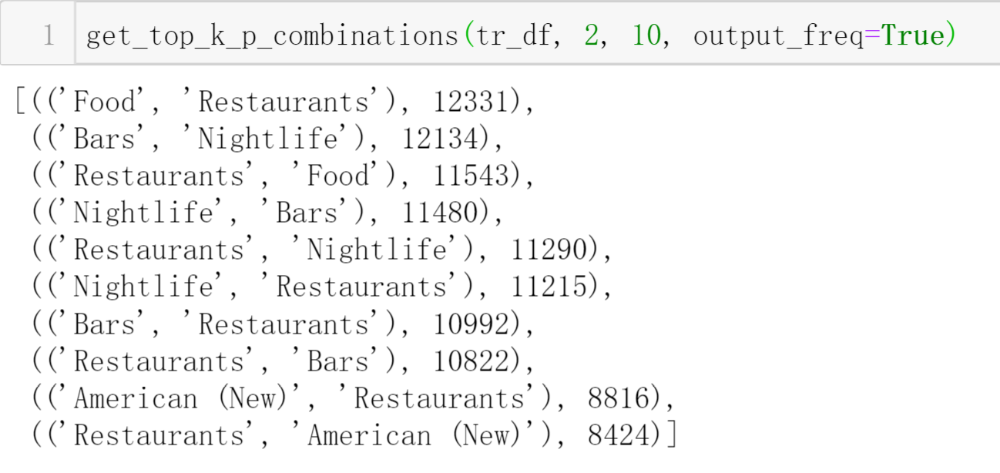 1 get_top_k_p_combinations(tr_df, 2, 10, output_freq=True)
[(('Food', 'Restaurants'), 12331),
(('Bars', 'Nightlife'), 12134),
(('Restaurants', 'Food'), 11543),
(('Nightlife', 'Bars'), 11480),
(('Restaurants', 'Nightlife'), 11290),
(('Nightlife', 'Restaurants'), 11215),
(('Bars', 'Restaurants'), 10992),
(('Restaurants', 'Bars'), 10822),
(('American (New)', 'Restaurants'), 8816),
(('Restaurants', 'American (New)'), 8424)]